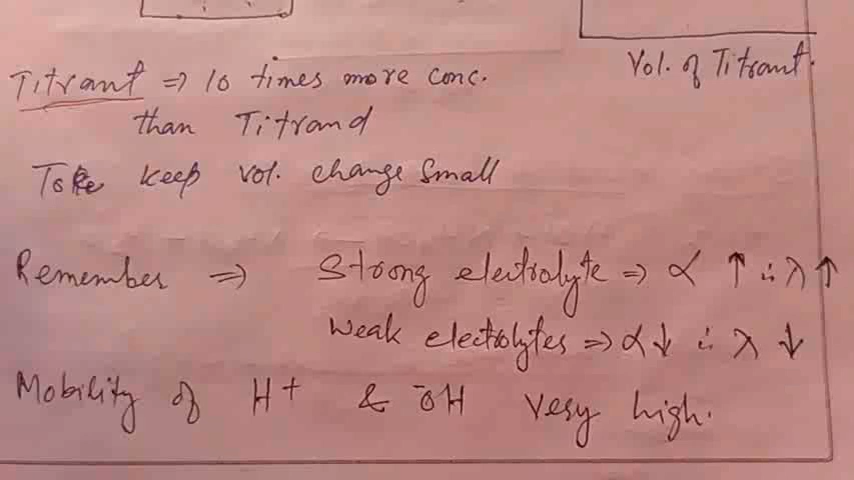 Vol. of Titrant.
Titrant ⇒ 10 times more conc.
than Titrand
To keep vol. change small
Remember ⇒ Strong electrolyte ⇒ α ↑ ∴ λ ↑
Weak electrolytes ⇒ α ↓ ∴ λ ↓
Mobility of H+ & ⁻OH very high.